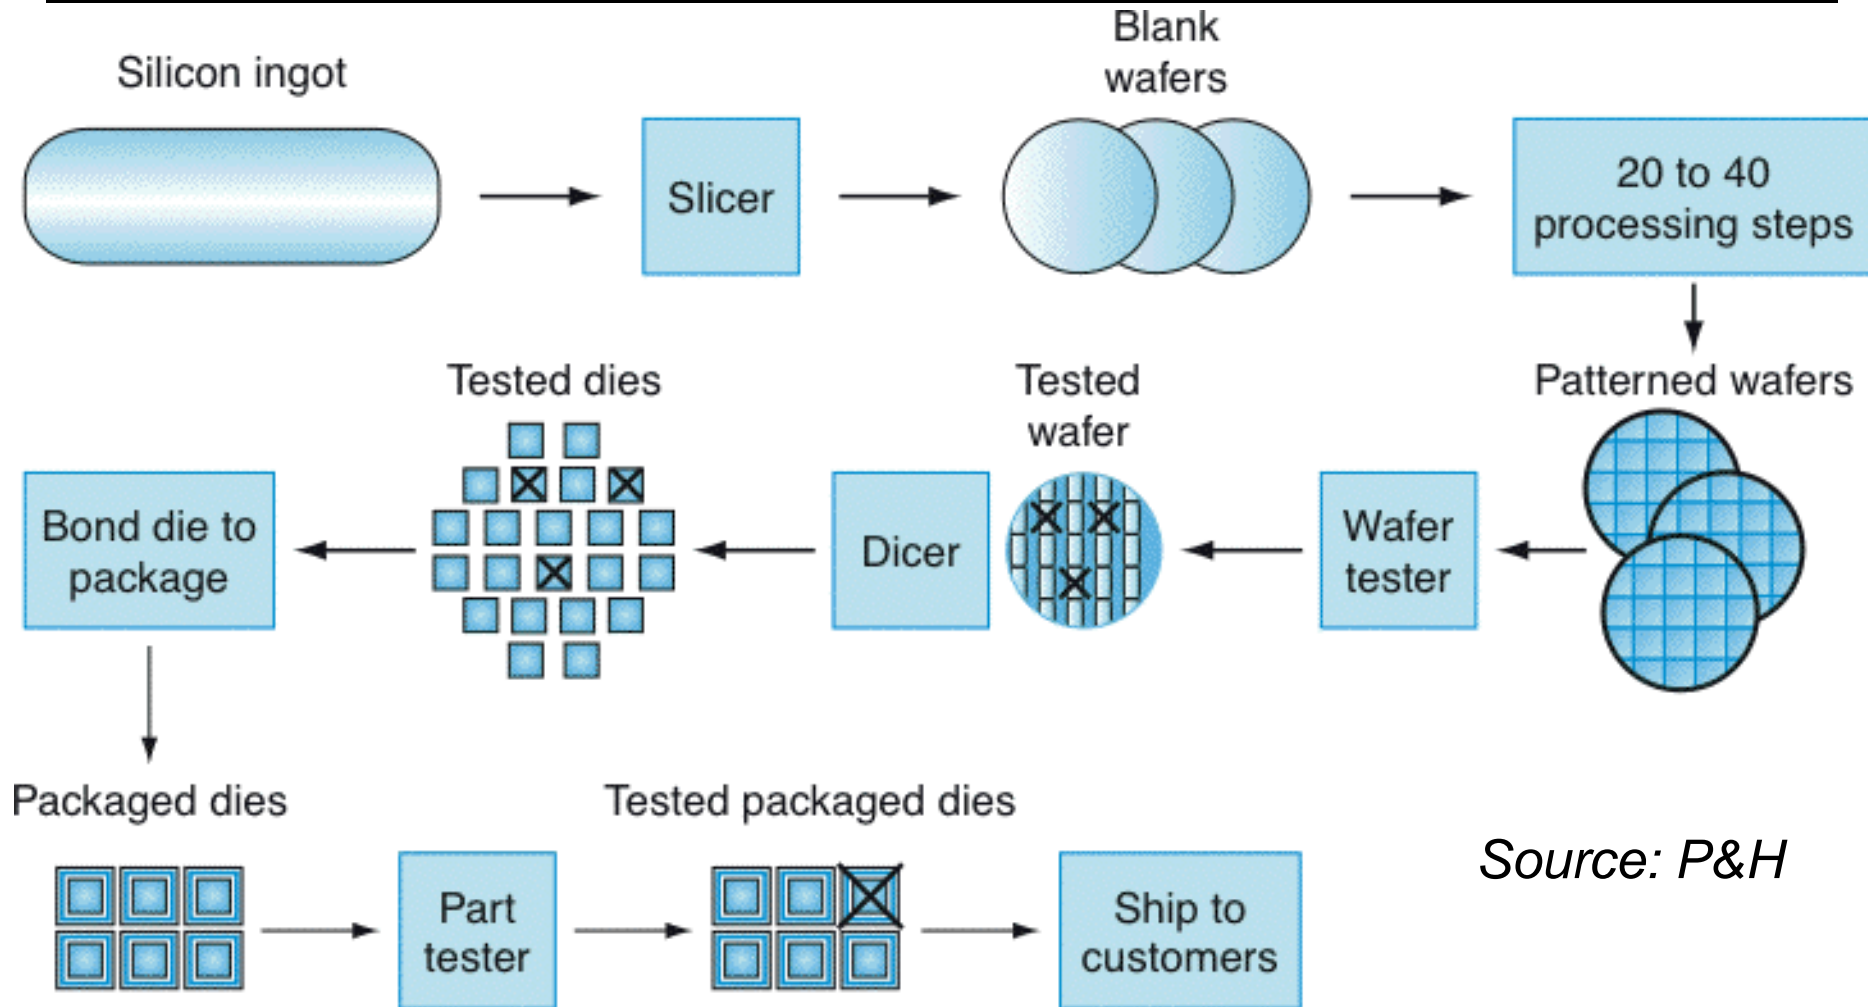 Silicon ingot
Slicer
Blank
wafers
20 to 40
processing steps
Patterned wafers
Wafer
tester
Tested
wafer
Dicer
Tested dies
Bond die to
package
Packaged dies
Part
tester
Tested packaged dies
Ship to
customers
Source: P&H